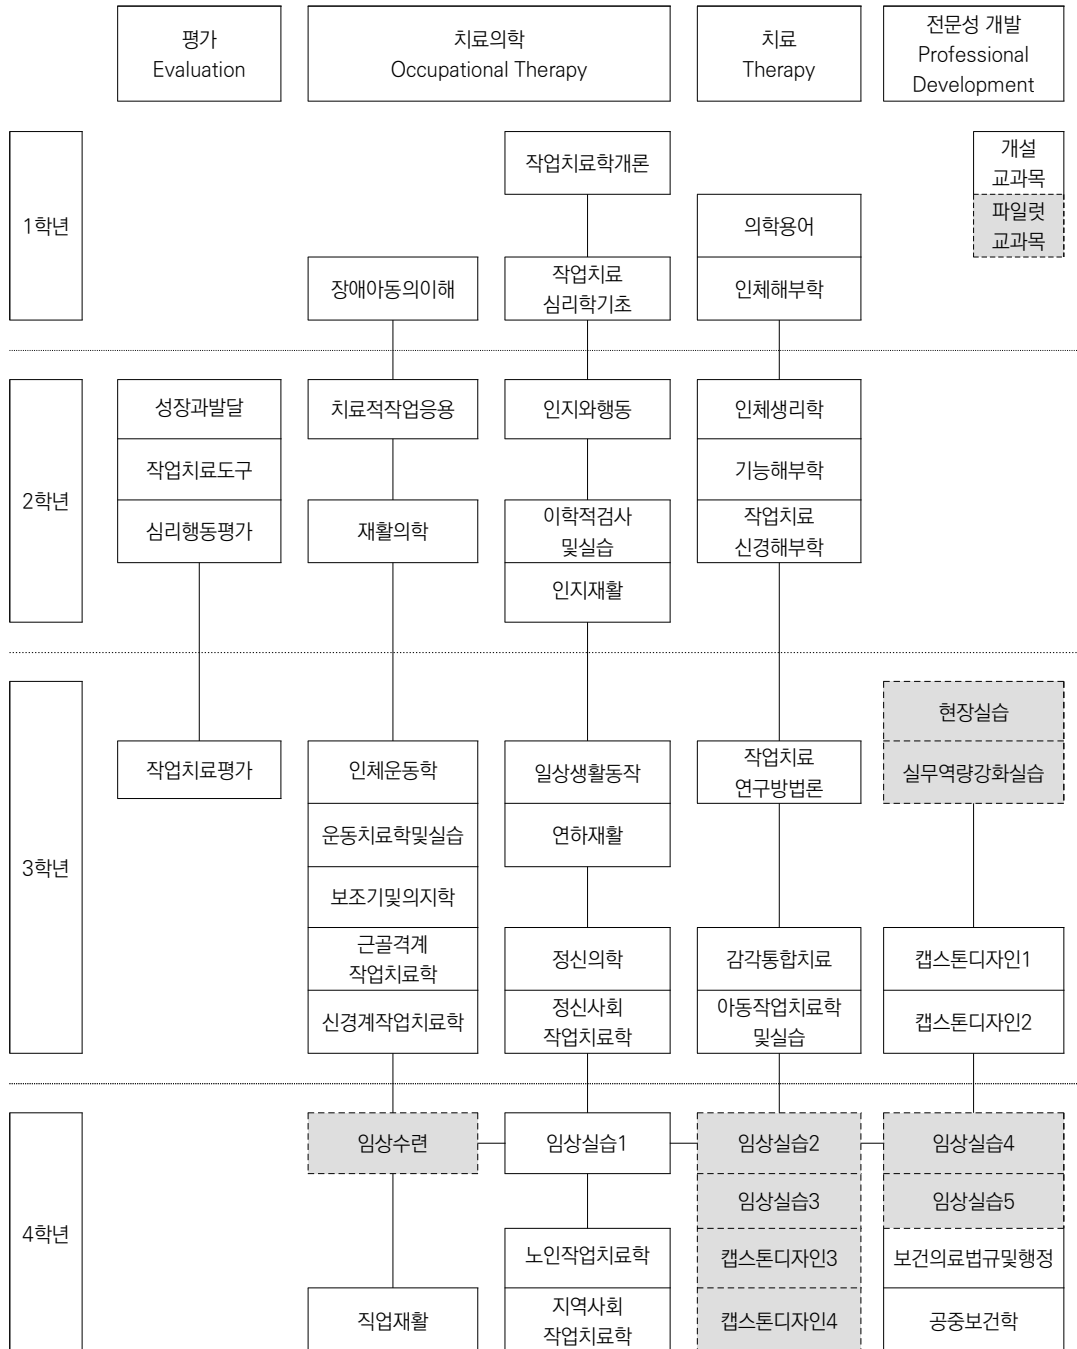 평가
Evaluation
치료의학
Occupational Therapy
치료
Therapy
전문성 개발
Professional
Development
1학년
작업치료학개론
개설
교과목
파일럿
교과목
의학용어
장애아동의이해
작업치료
심리학기초
인체해부학
2학년
성장과발달
치료적작업응용
인지와행동
인체생리학
작업치료도구
기능해부학
심리행동평가
재활의학
이학적검사
및실습
작업치료
신경해부학
인지재활
3학년
현장실습
작업치료평가
인체운동학
일상생활동작
작업치료
연구방법론
실무역량강화실습
운동치료학및실습
연하재활
보조기및의지학
근골격계
작업치료학
정신의학
감각통합치료
캡스톤디자인1
신경계작업치료학
정신사회
작업치료학
아동작업치료학
및실습
캡스톤디자인2
4학년
임상수련
임상실습1
임상실습2
임상실습4
임상실습3
임상실습5
노인작업치료학
캡스톤디자인3
보건의료법규및행정
직업재활
지역사회
작업치료학
캡스톤디자인4
공중보건학